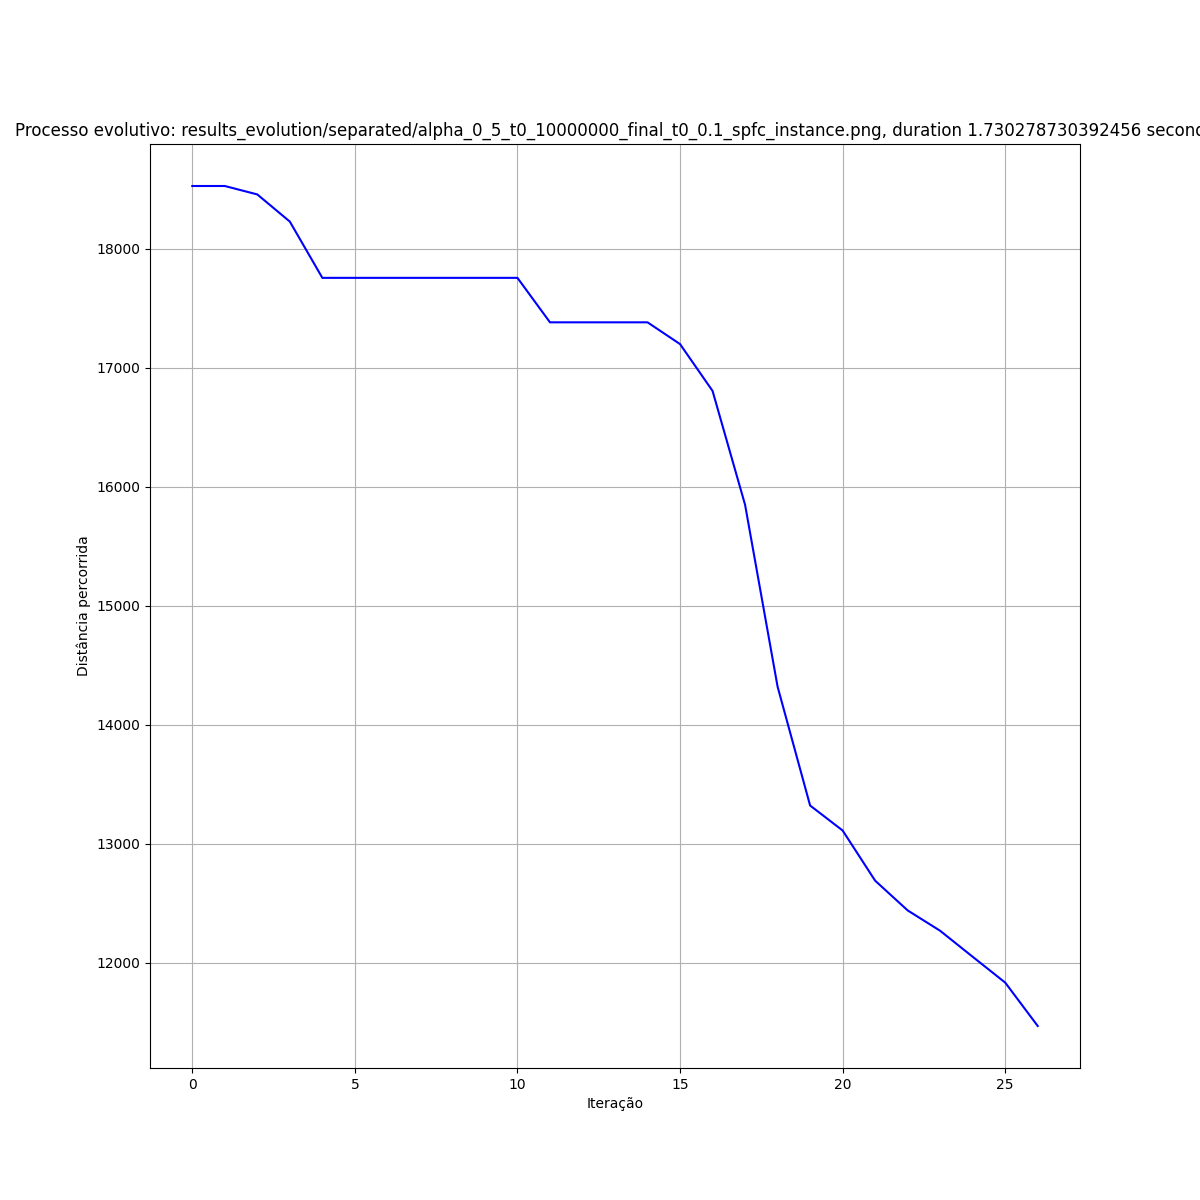 Processo evolutivo: results_evolution/separated/alpha_0_5_t0_10000000_final_t0_0.1_spfc_instance.png, duration 1.730278730392456
18000
17000
16000
15000
14000
13000
12000
Distância percorrida
0 5 10 15 20 25
Iteração